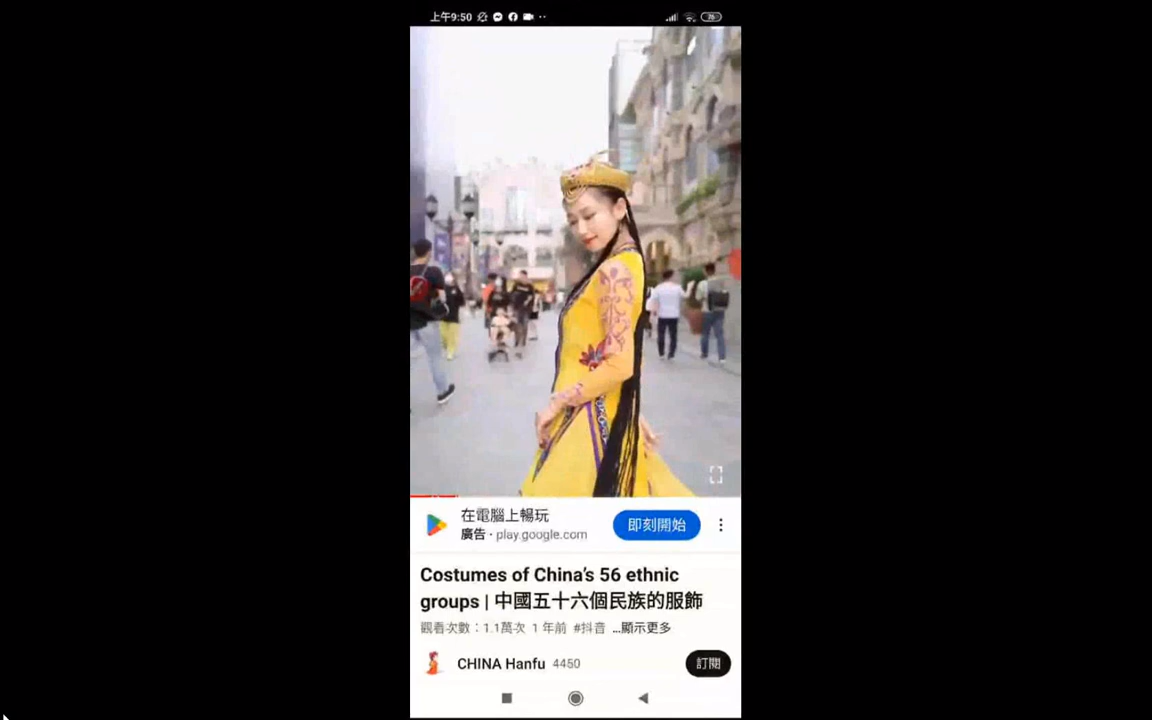 上午9:50
76
在電腦上暢玩
廣告 · play.google.com
即刻開始
Costumes of China's 56 ethnic
groups | 中國五十六個民族的服飾
觀看次數：1.1萬次 1 年前 #抖音 ...顯示更多
CHINA Hanfu 4450
訂閱